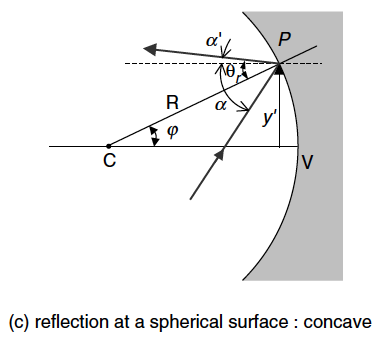 α'
P
θr
R
α
φ
y'
C
V
(c) reflection at a spherical surface : concave